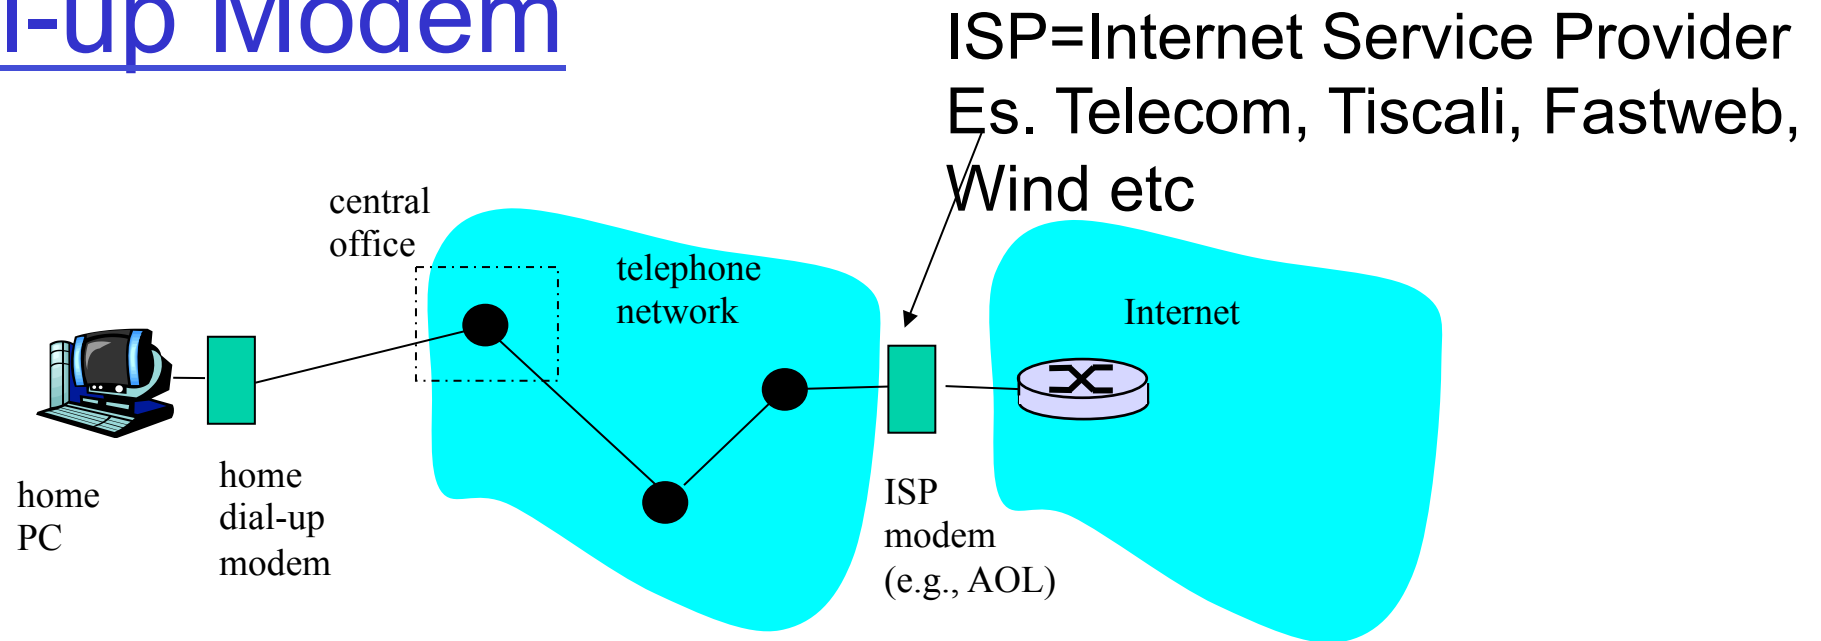 l-up Modem
ISP=Internet Service Provider
Es. Telecom, Tiscali, Fastweb,
Wind etc
central
office
telephone
network
Internet
home
PC
home
dial-up
modem
ISP
modem
(e.g., AOL)